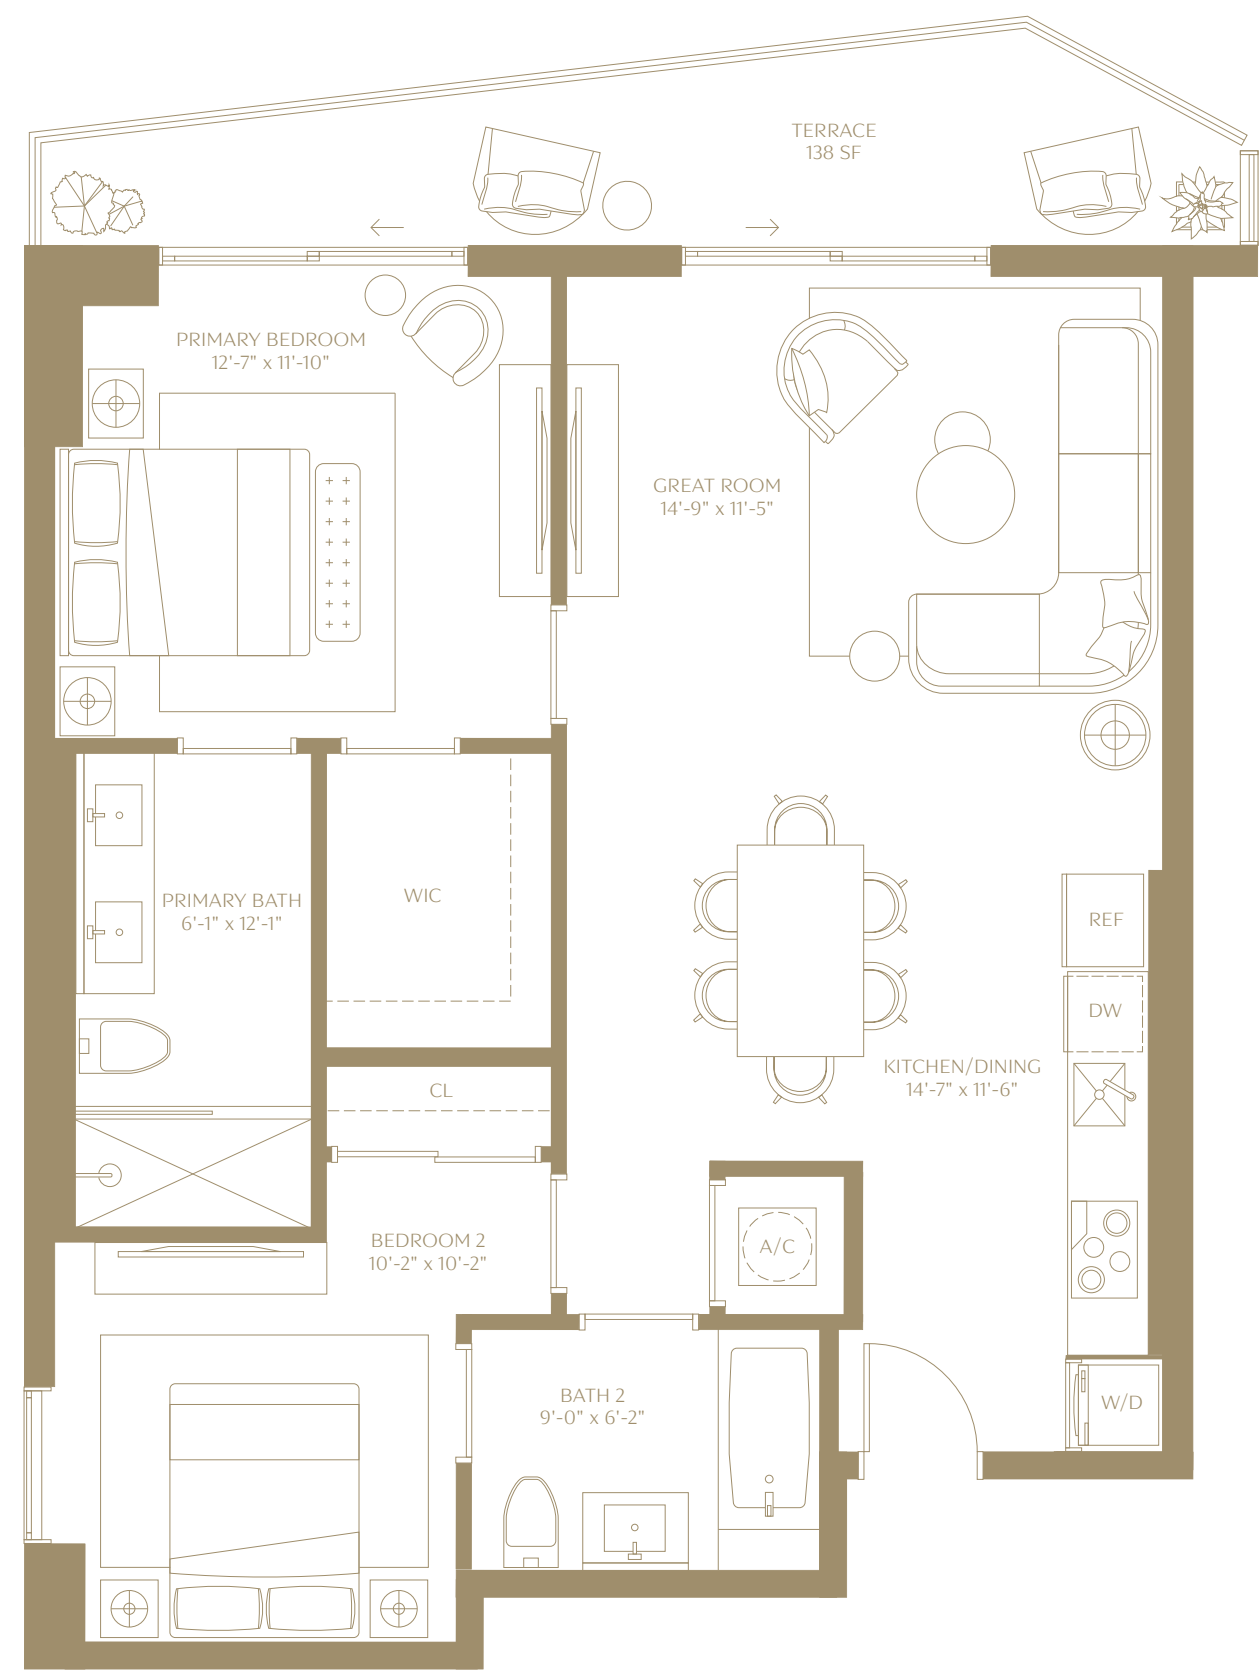 TERRACE
138 SF
PRIMARY BEDROOM
12'-7" x 11'-10"
GREAT ROOM
14'-9" x 11'-5"
PRIMARY BATH
6'-1" x 12'-1"
WIC
REF
DW
KITCHEN/DINING
14'-7" x 11'-6"
CL
BEDROOM 2
10'-2" x 10'-2"
A/C
BATH 2
9'-0" x 6'-2"
W/D